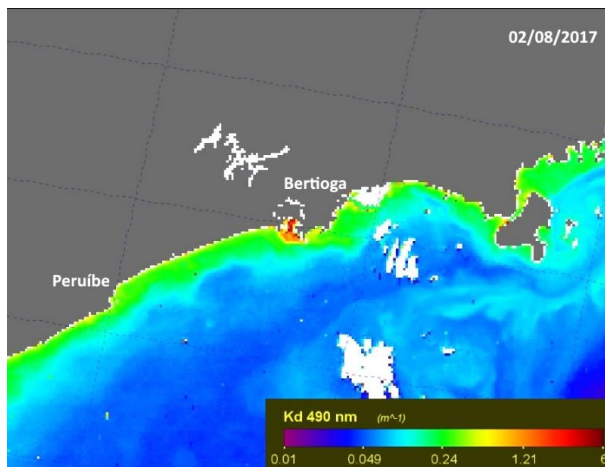 02/08/2017
Bertioga
Peruíbe
Kd 490 nm (m^-1)
0.01 0.049 0.24 1.21 6